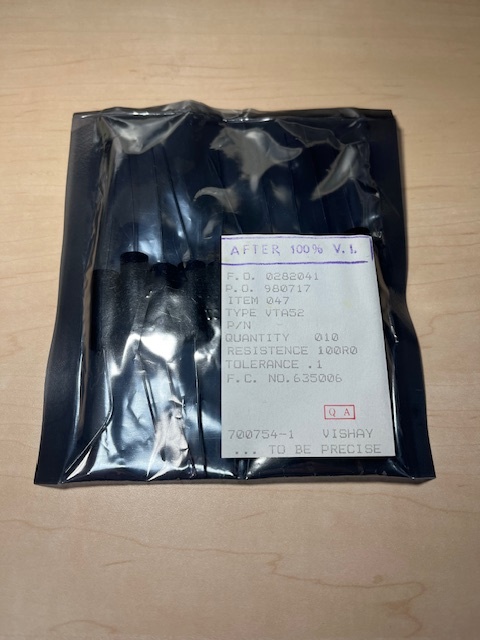 AFTER 100% V.I.
F.O. 0282041
P.O. 980717
ITEM 047
TYPE VTA52
P/N
QUANTITY 010
RESISTENCE 100R0
TOLERANCE .1
F.C. NO.635006
Q A
700754-1 VISHAY
... TO BE PRECISE